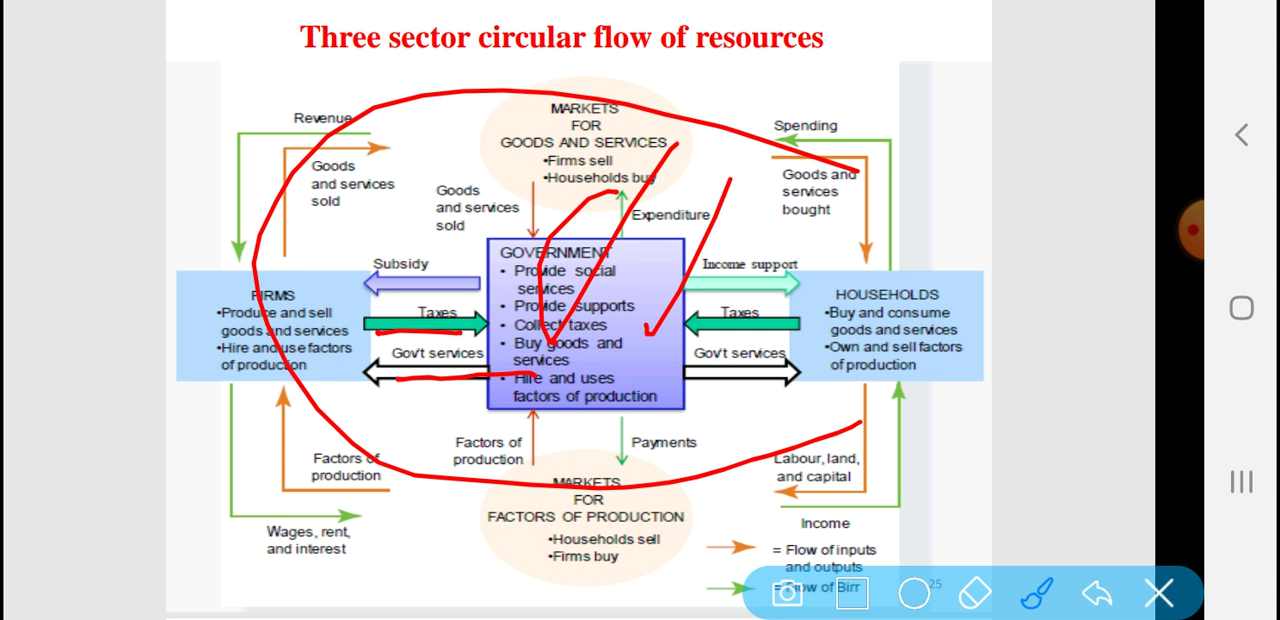 Three sector circular flow of resources
MARKETS
FOR
GOODS AND SERVICES
•Firms sell
•Households buy
Revenue
Goods
and services
sold
Goods
and services
sold
Expenditure
Spending
Goods and
services
bought
Subsidy
Taxes
Gov't services
FIRMS
•Produce and sell
goods and services
•Hire and use factors
of production
GOVERNMENT
• Provide social
services
• Provide supports
• Collect taxes
• Buy goods and
services
• Hire and uses
factors of production
Income support
Taxes
Gov't services
HOUSEHOLDS
•Buy and consume
goods and services
•Own and sell factors
of production
Factors of
production
Wages, rent,
and interest
Factors of
production
Payments
MARKETS
FOR
FACTORS OF PRODUCTION
•Households sell
•Firms buy
Labour, land,
and capital
Income
= Flow of inputs
and outputs
= Flow of Birr
25